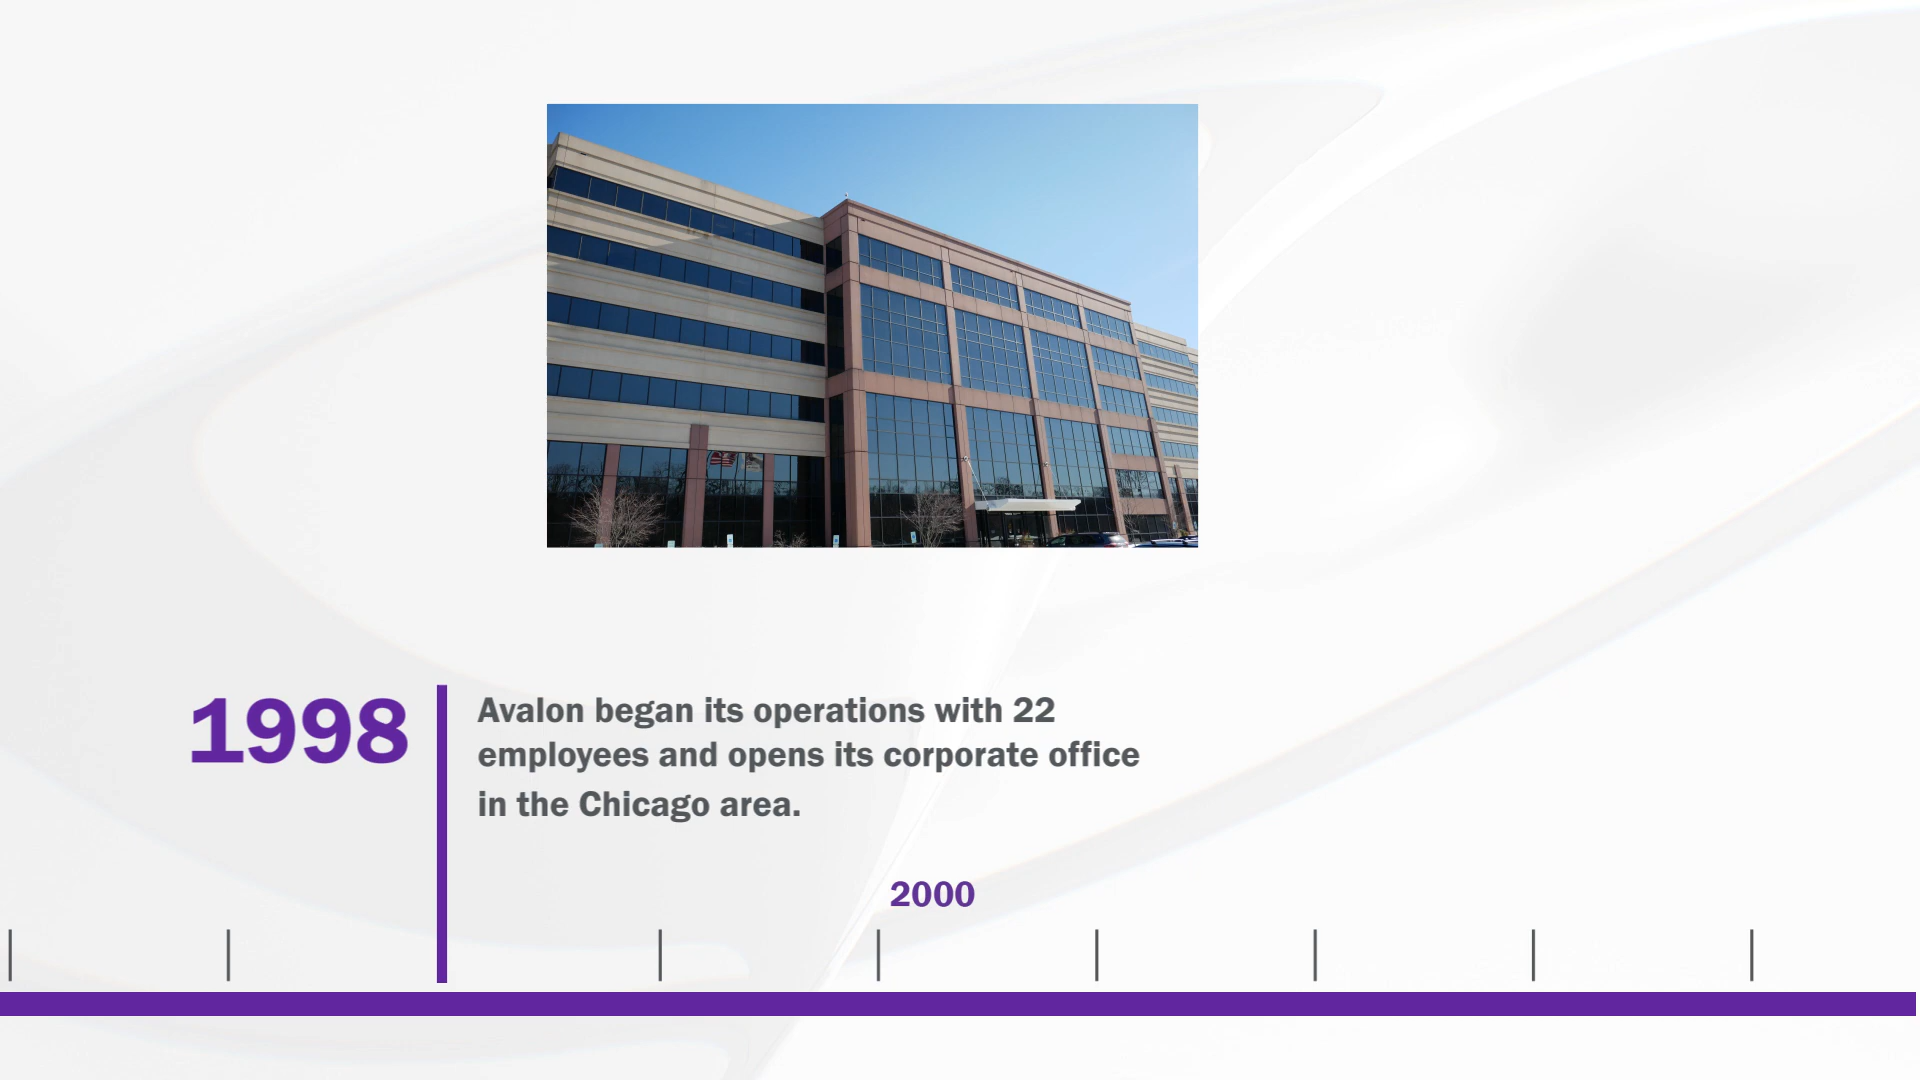 1998
Avalon began its operations with 22
employees and opens its corporate office
in the Chicago area.
2000